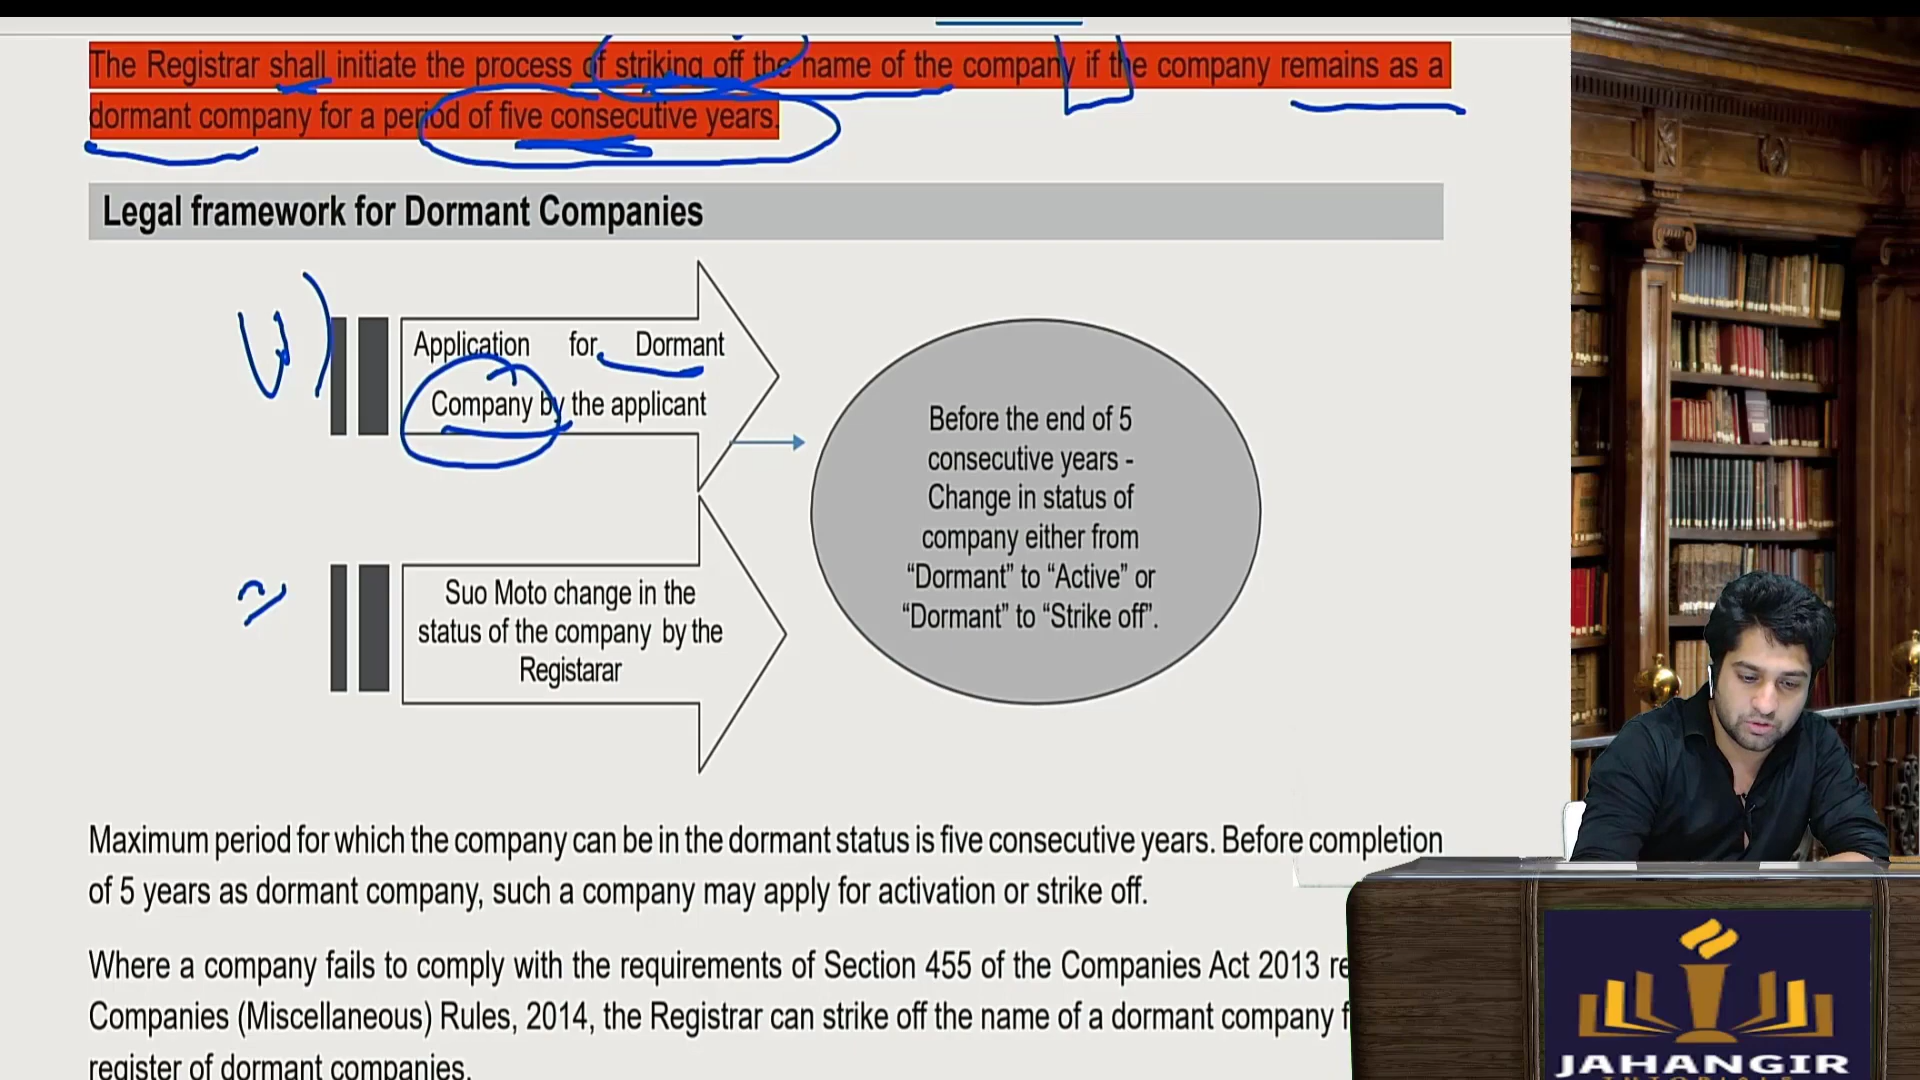 The Registrar shall initiate the process of striking off the name of the company if the company remains as a
dormant company for a period of five consecutive years.
Legal framework for Dormant Companies
Application for Dormant
Company by the applicant
Before the end of 5
consecutive years -
Change in status of
company either from
“Dormant” to “Active” or
“Dormant” to “Strike off”.
Suo Moto change in the
status of the company by the
Registarar
Maximum period for which the company can be in the dormant status is five consecutive years. Before completion
of 5 years as dormant company, such a company may apply for activation or strike off.
Where a company fails to comply with the requirements of Section 455 of the Companies Act 2013 re
Companies (Miscellaneous) Rules, 2014, the Registrar can strike off the name of a dormant company f
register of dormant companies.
JAHANGIR